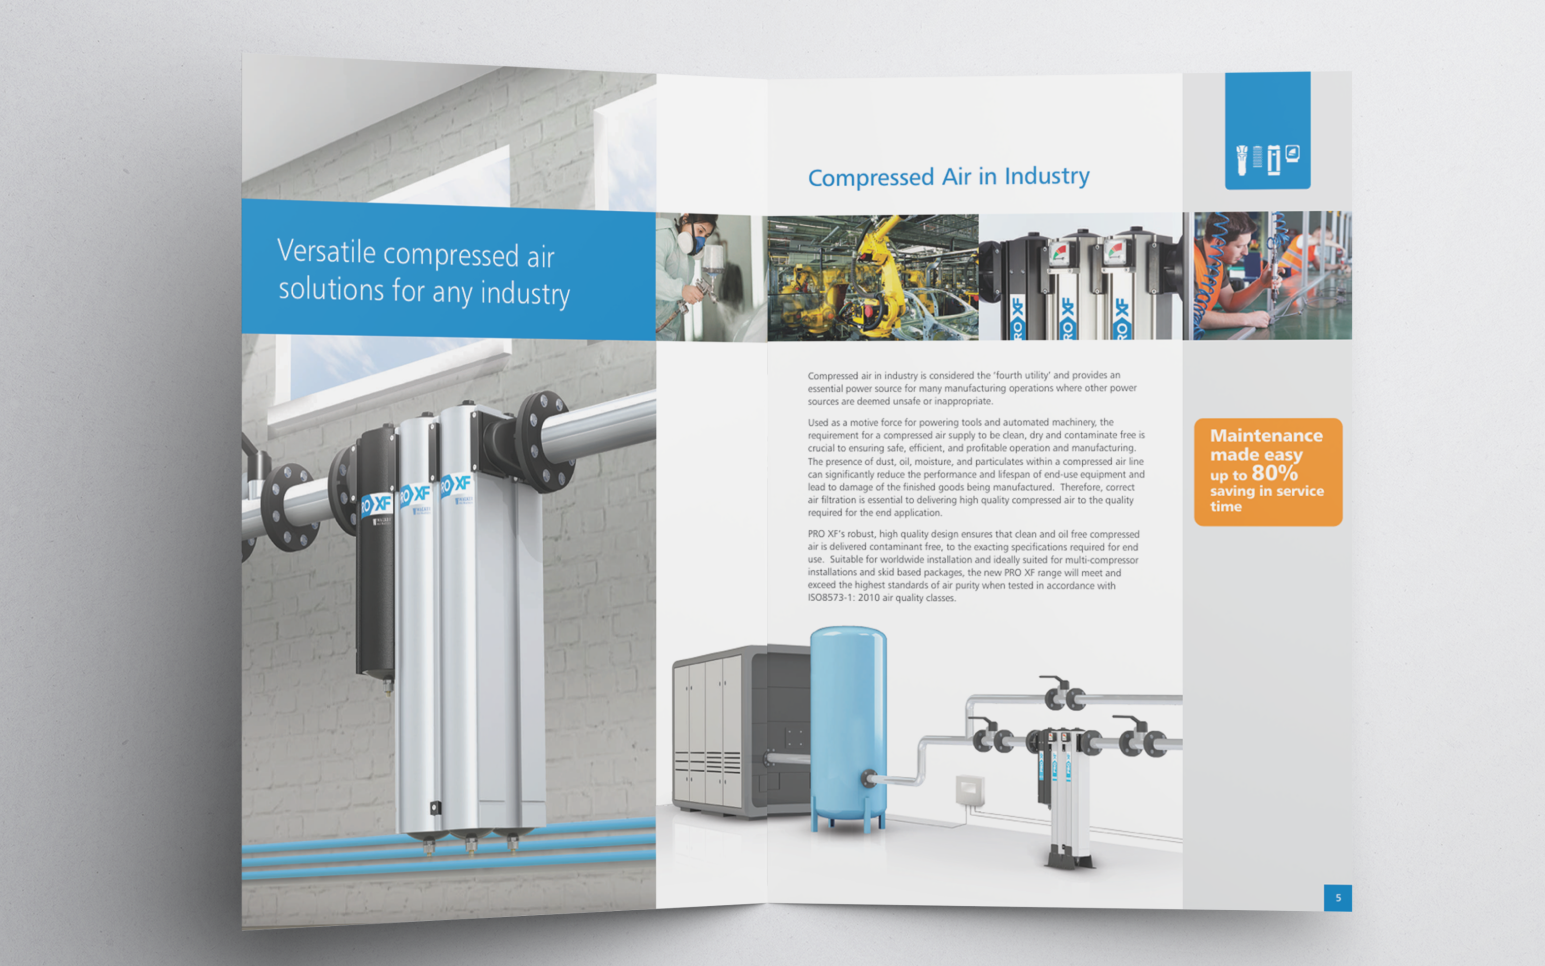 Versatile compressed air
solutions for any industry
XF
XF
XF
Compressed Air in Industry
RO XF
PRO XF
PRO XF
Compressed air in industry is considered the 'fourth utility' and provides an
essential power source for many manufacturing operations where other power
sources are deemed unsafe or inappropriate.
Used as a motive force for powering tools and automated machinery, the
requirement for a compressed air supply to be clean, dry and contaminate free is
crucial to ensuring safe, efficient, and profitable operation and manufacturing.
The presence of dust, oil, moisture, and particulates within a compressed air line
can significantly reduce the performance and lifespan of end-use equipment and
lead to damage of the finished goods being manufactured. Therefore, correct
air filtration is essential to delivering high quality compressed air to the quality
required for the end application.
PRO XF's robust, high quality design ensures that clean and oil free compressed
air is delivered contaminant free, to the exacting specifications required for end
use. Suitable for worldwide installation and ideally suited for multi-compressor
installations and skid based packages, the new PRO XF range will meet and
exceed the highest standards of air purity when tested in accordance with
ISO8573-1: 2010 air quality classes.
Maintenance
made easy
up to 80%
saving in service
time
5